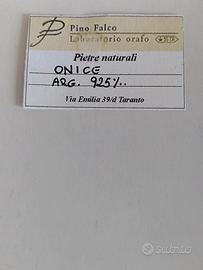 Pino Falco
Laboratorio orafo
Pietre naturali
ONICE
ARG. 925%..
Via Emilia 39/d Taranto
subito